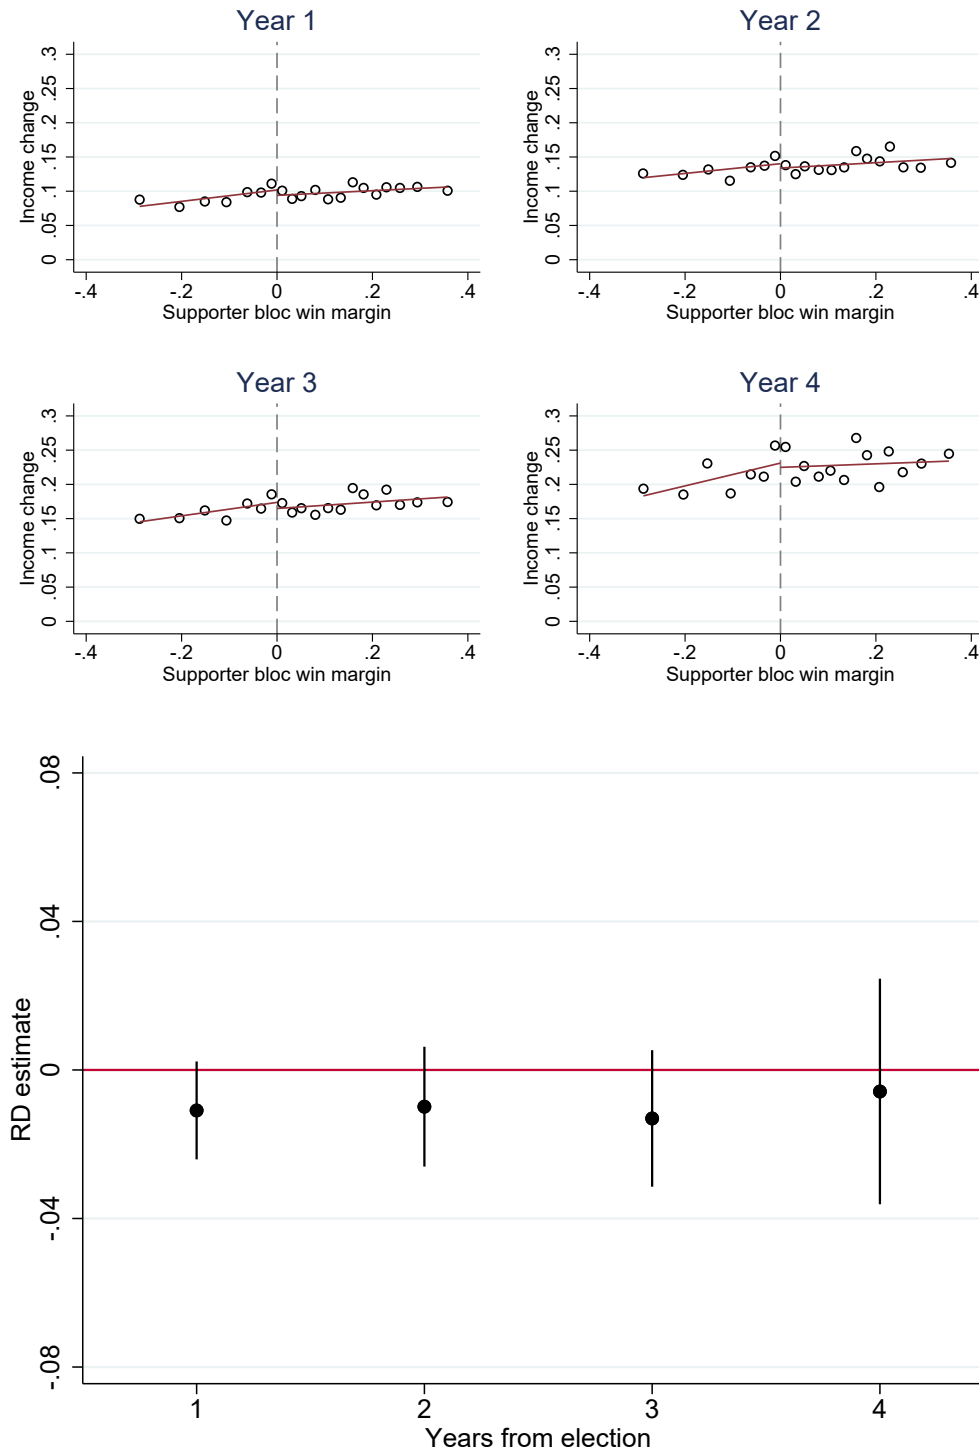 Year 1
Income change
.3
.25
.2
.15
.1
.05
0
-.4 -.2 0 .2 .4
Supporter bloc win margin
Year 2
Income change
.3
.25
.2
.15
.1
.05
0
-.4 -.2 0 .2 .4
Supporter bloc win margin
Year 3
Income change
.3
.25
.2
.15
.1
.05
0
-.4 -.2 0 .2 .4
Supporter bloc win margin
Year 4
Income change
.3
.25
.2
.15
.1
.05
0
-.4 -.2 0 .2 .4
Supporter bloc win margin
RD estimate
.08
.04
0
-.04
-.08
1 2 3 4
Years from election